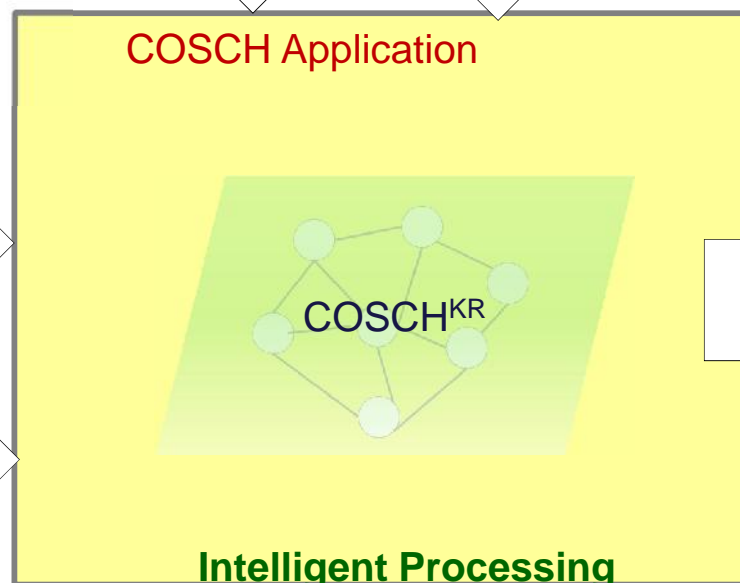 COSCH Application
COSCHᴷᴿ
Intelligent Processing